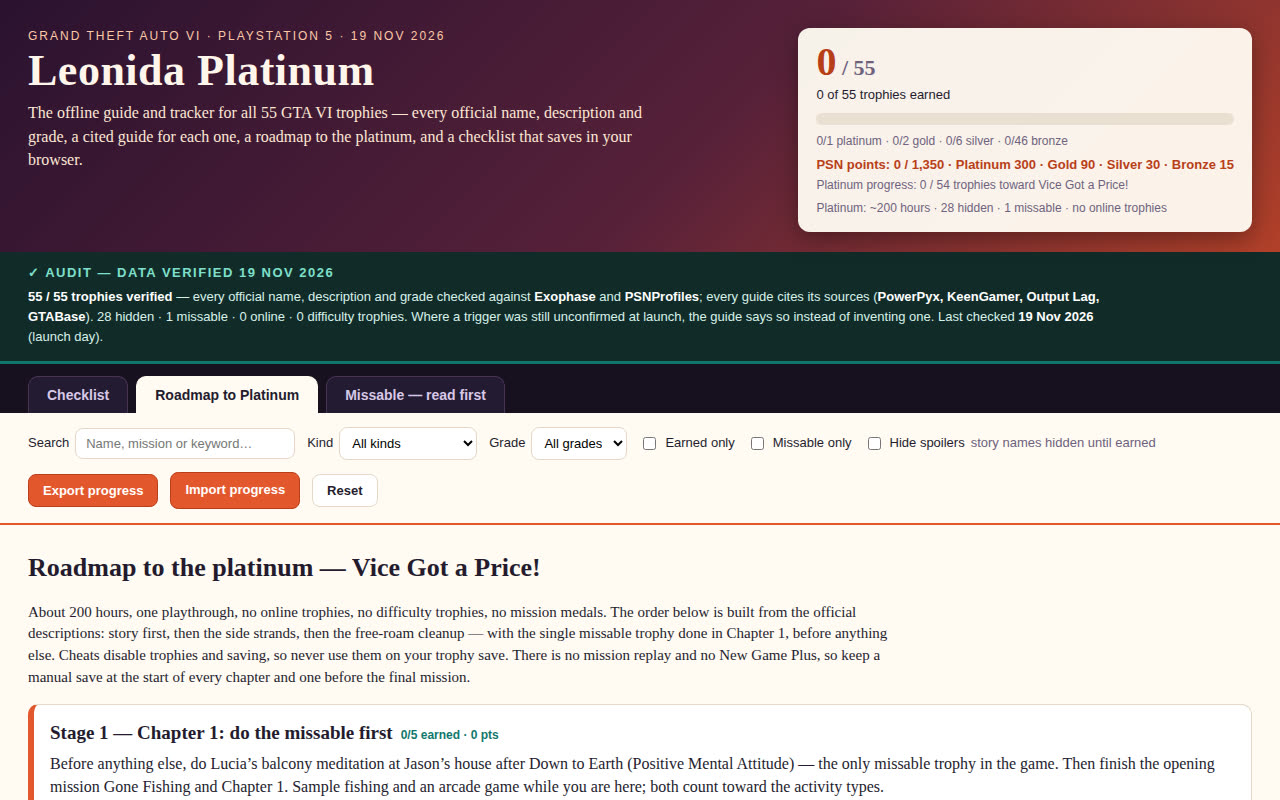 GRAND THEFT AUTO VI · PLAYSTATION 5 · 19 NOV 2026
Leonida Platinum
The offline guide and tracker for all 55 GTA VI trophies — every official name, description and
grade, a cited guide for each one, a roadmap to the platinum, and a checklist that saves in your
browser.
0 / 55
0 of 55 trophies earned
0/1 platinum · 0/2 gold · 0/6 silver · 0/46 bronze
PSN points: 0 / 1,350 · Platinum 300 · Gold 90 · Silver 30 · Bronze 15
Platinum progress: 0 / 54 trophies toward Vice Got a Price!
Platinum: ~200 hours · 28 hidden · 1 missable · no online trophies
✓ AUDIT — DATA VERIFIED 19 NOV 2026
55 / 55 trophies verified — every official name, description and grade checked against Exophase and PSNProfiles; every guide cites its sources (PowerPyx, KeenGamer, Output Lag,
GTABase). 28 hidden · 1 missable · 0 online · 0 difficulty trophies. Where a trigger was still unconfirmed at launch, the guide says so instead of inventing one. Last checked 19 Nov 2026
(launch day).
Checklist
Roadmap to Platinum
Missable — read first
Search Name, mission or keyword… Kind All kinds Grade All grades Earned only Missable only Hide spoilers story names hidden until earned
Export progress Import progress Reset
Roadmap to the platinum — Vice Got a Price!
About 200 hours, one playthrough, no online trophies, no difficulty trophies, no mission medals. The order below is built from the official
descriptions: story first, then the side strands, then the free-roam cleanup — with the single missable trophy done in Chapter 1, before anything
else. Cheats disable trophies and saving, so never use them on your trophy save. There is no mission replay and no New Game Plus, so keep a
manual save at the start of every chapter and one before the final mission.
Stage 1 — Chapter 1: do the missable first 0/5 earned · 0 pts
Before anything else, do Lucia’s balcony meditation at Jason’s house after Down to Earth (Positive Mental Attitude) — the only missable trophy in the game. Then finish the opening
mission Gone Fishing and Chapter 1. Sample fishing and an arcade game while you are here; both count toward the activity types.